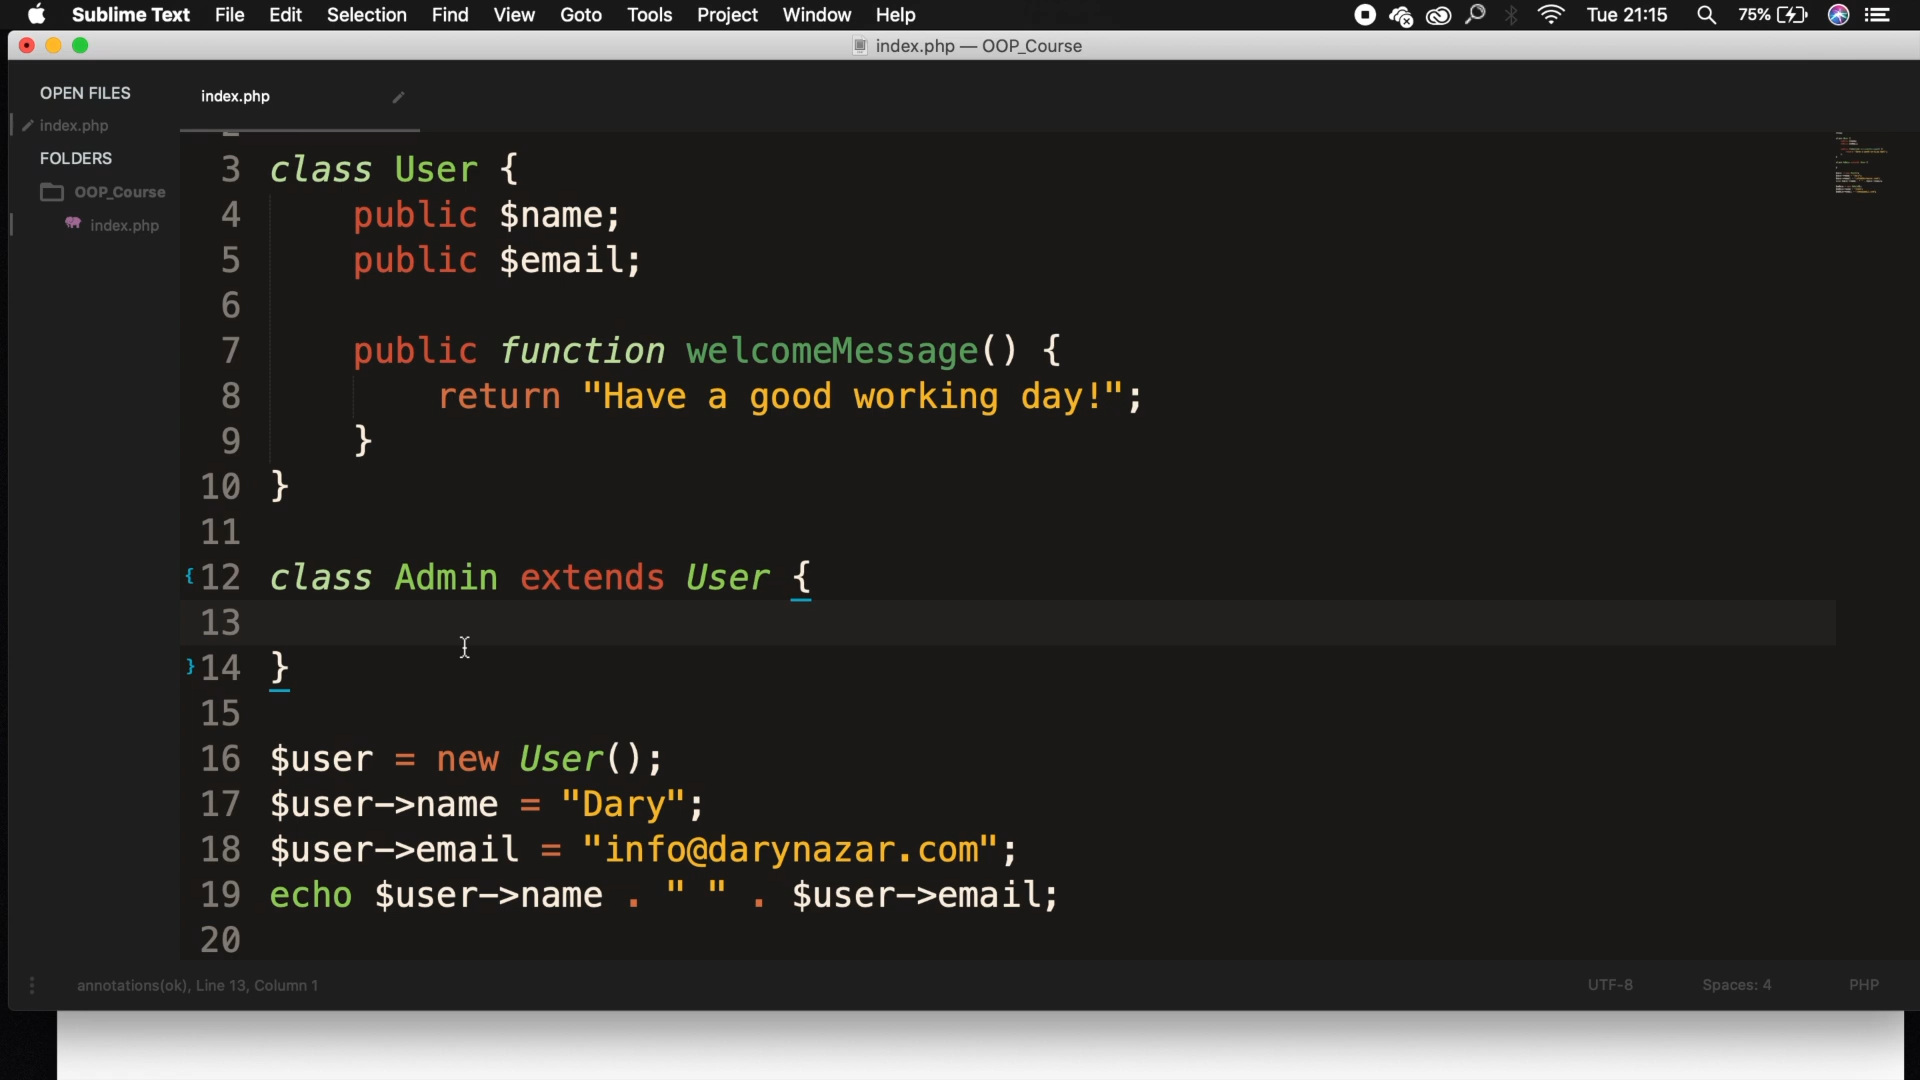 Sublime Text File Edit Selection Find View Goto Tools Project Window Help Tue 21:15 75%
index.php — OOP_Course
OPEN FILES
index.php
FOLDERS
OOP_Course
index.php
index.php
3 class User {
4 public $name;
5 public $email;
6
7 public function welcomeMessage() {
8 return "Have a good working day!";
9 }
10 }
11
{ 12 class Admin extends User {
13
} 14 }
15
16 $user = new User();
17 $user->name = "Dary";
18 $user->email = "info@darynazar.com";
19 echo $user->name . " " . $user->email;
20
annotations(ok), Line 13, Column 1 UTF-8 Spaces: 4 PHP